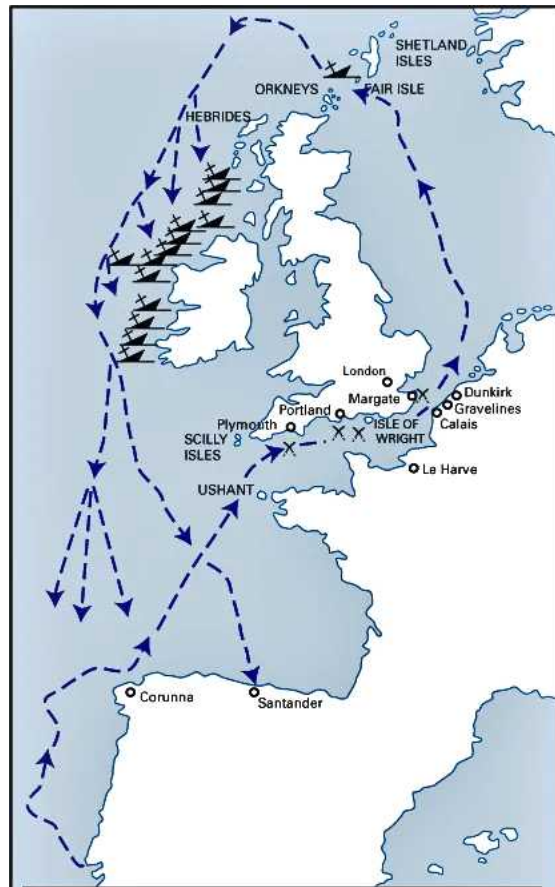 SHETLAND
ISLES
ORKNEYS
FAIR ISLE
HEBRIDES
London
Margate
Dunkirk
Gravelines
Calais
Portland
Plymouth
ISLE OF
WRIGHT
SCILLY
ISLES
Le Harve
USHANT
Corunna
Santander